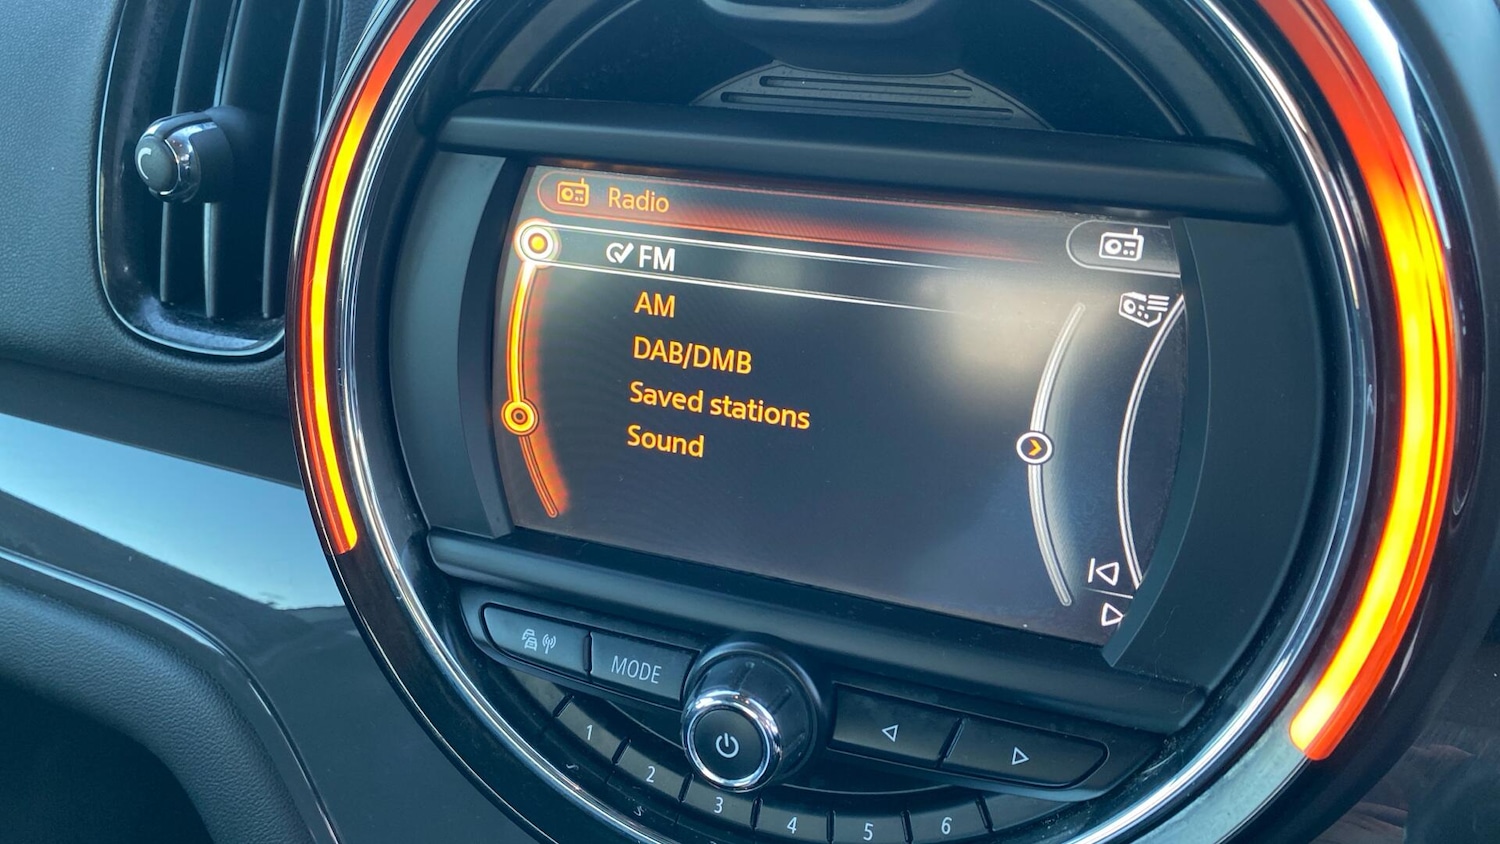 Radio
FM
AM
DAB/DMB
Saved stations
Sound
MODE
1
2
3
4
5
6